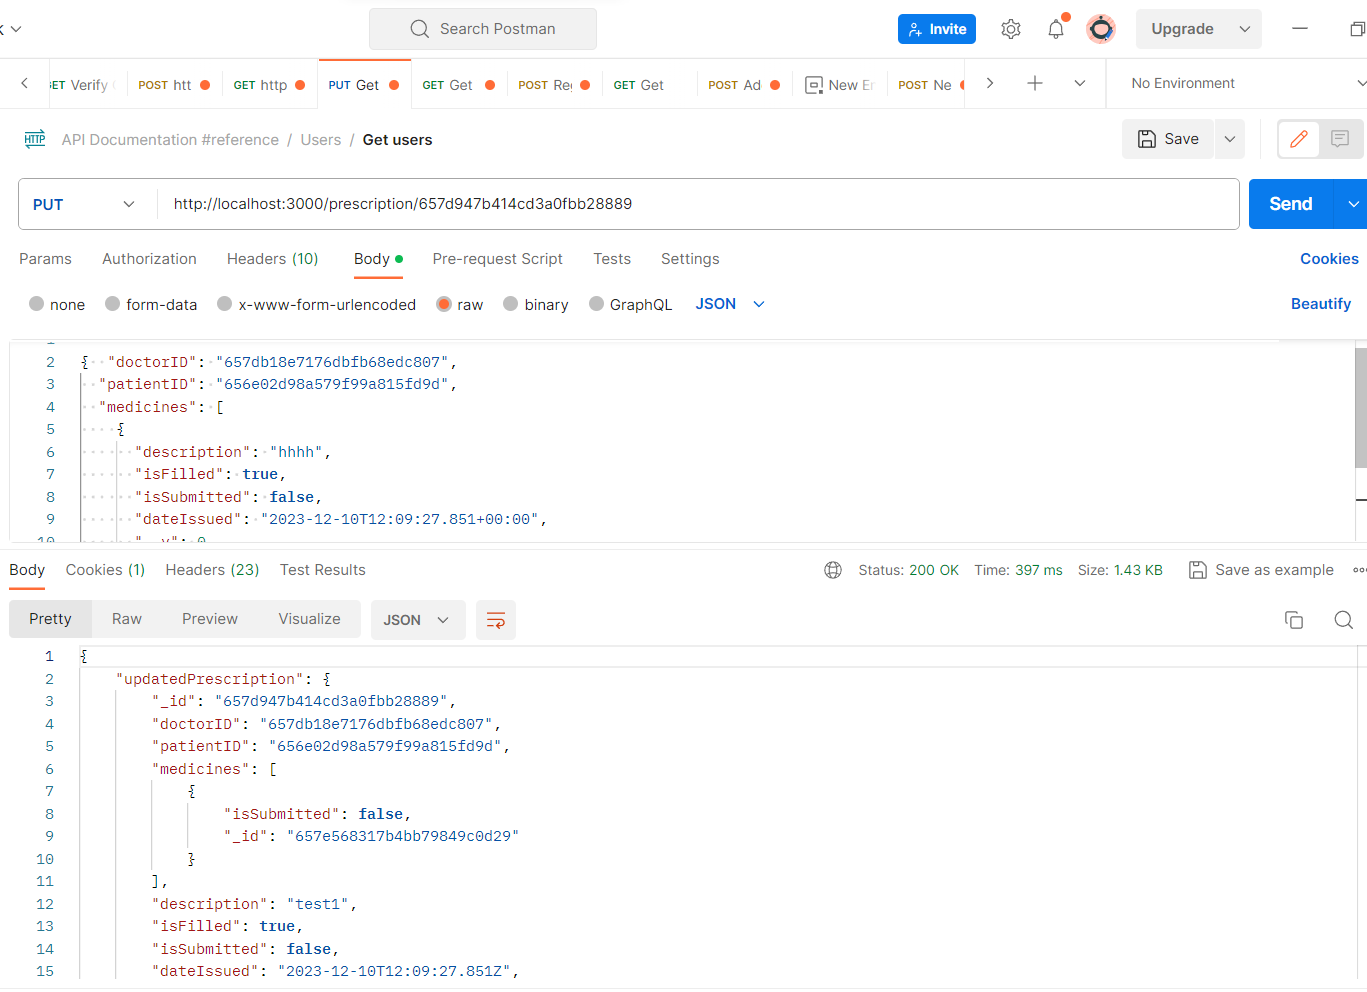 Search Postman
Invite
Upgrade
GET Verify
POST htt
GET http
PUT Get
GET Get
POST Re
GET Get
POST Ad
New Er
POST Ne
No Environment
HTTP
API Documentation #reference / Users / Get users
Save
PUT
http://localhost:3000/prescription/657d947b414cd3a0fbb28889
Send
Params
Authorization
Headers (10)
Body
Pre-request Script
Tests
Settings
Cookies
none
form-data
x-www-form-urlencoded
raw
binary
GraphQL
JSON
Beautify
2 { "doctorID": "657db18e7176dbfb68edc807",
3 "patientID": "656e02d98a579f99a815fd9d",
4 "medicines": [
5 {
6 "description": "hhhh",
7 "isFilled": true,
8 "isSubmitted": false,
9 "dateIssued": "2023-12-10T12:09:27.851+00:00",
10 "__v": 0
Body
Cookies (1)
Headers (23)
Test Results
Status: 200 OK
Time: 397 ms
Size: 1.43 KB
Save as example
Pretty
Raw
Preview
Visualize
JSON
1 {
2 "updatedPrescription": {
3 "_id": "657d947b414cd3a0fbb28889",
4 "doctorID": "657db18e7176dbfb68edc807",
5 "patientID": "656e02d98a579f99a815fd9d",
6 "medicines": [
7 {
8 "isSubmitted": false,
9 "_id": "657e568317b4bb79849c0d29"
10 }
11 ],
12 "description": "test1",
13 "isFilled": true,
14 "isSubmitted": false,
15 "dateIssued": "2023-12-10T12:09:27.851Z",